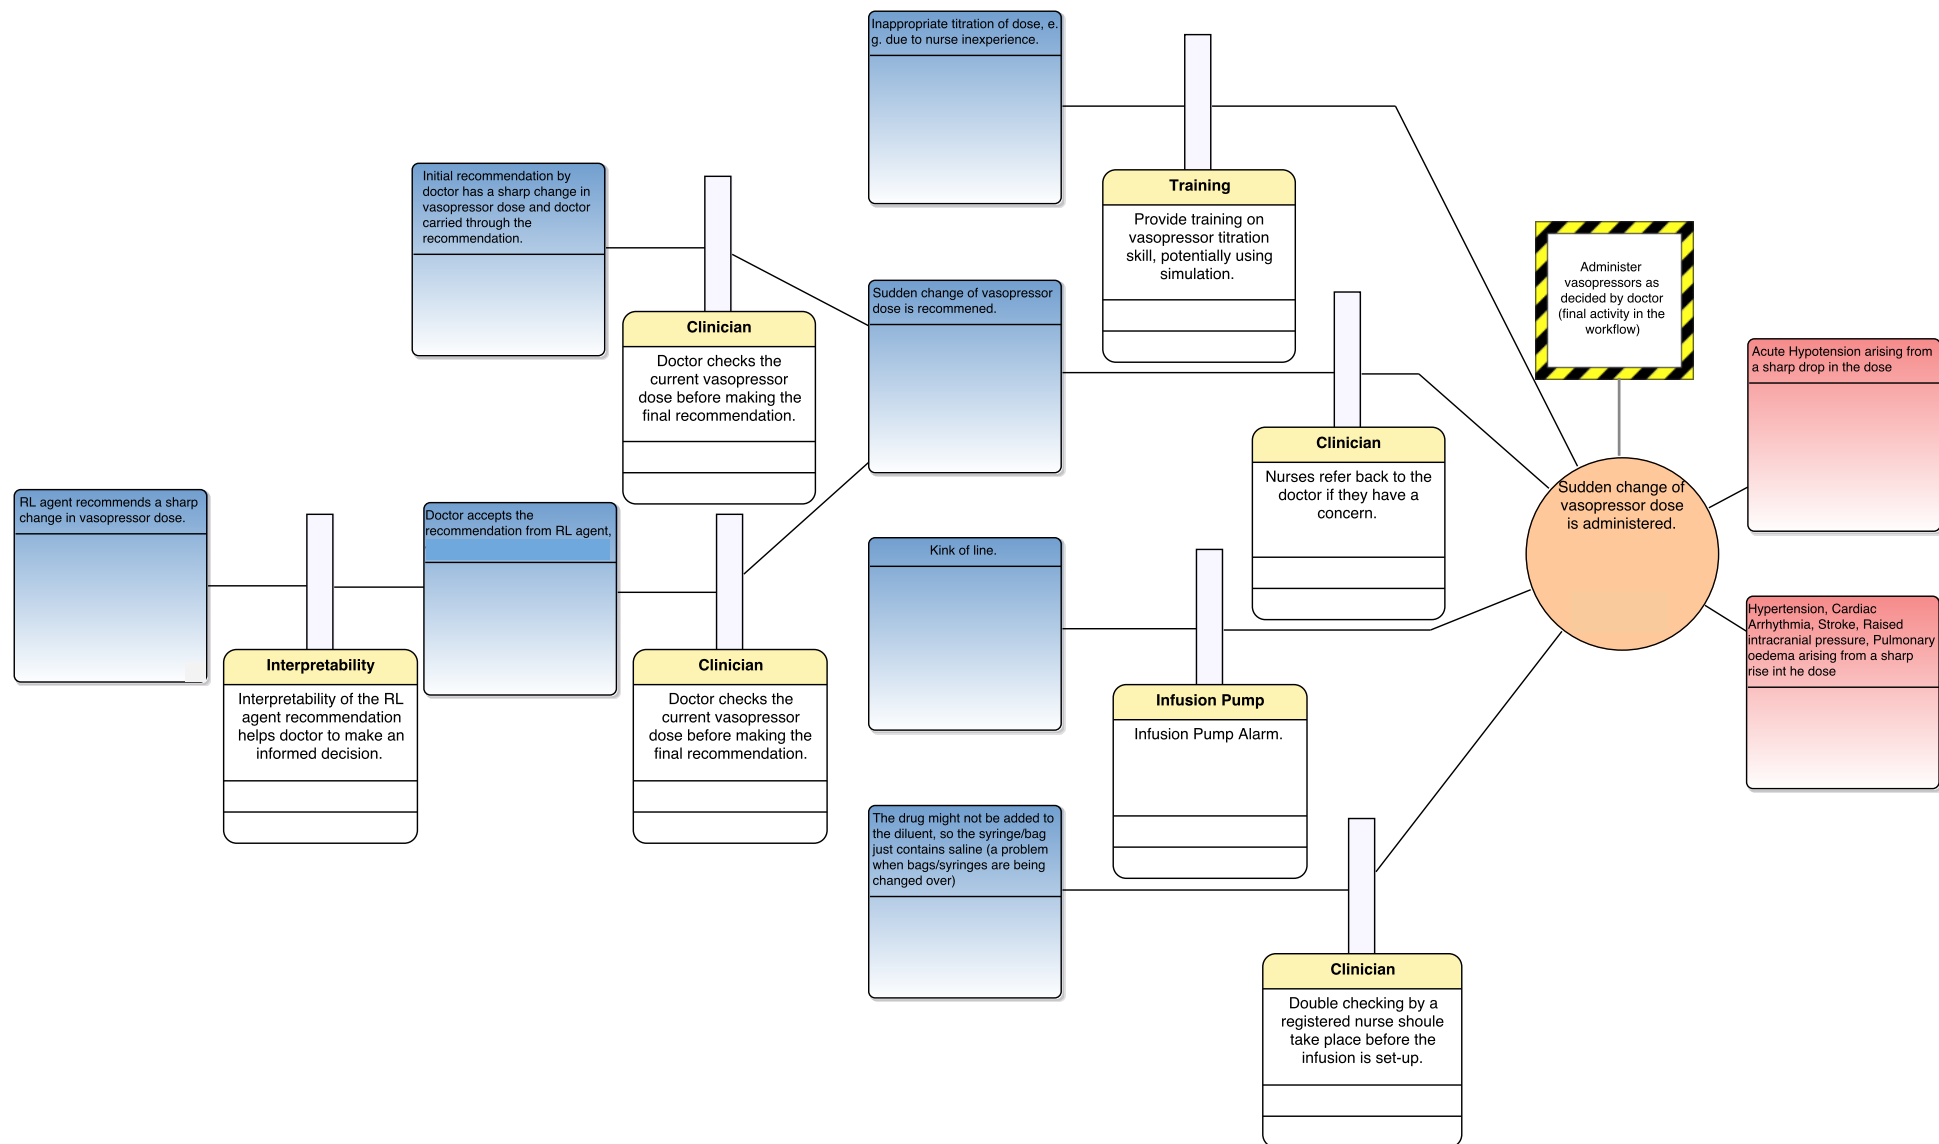 Inappropriate titration of dose, e.
g. due to nurse inexperience.
Training
Provide training on
vasopressor titration
skill, potentially using
simulation.
Initial recommendation by
doctor has a sharp change in
vasopressor dose and doctor
carried through the
recommendation.
Clinician
Doctor checks the
current vasopressor
dose before making the
final recommendation.
Sudden change of vasopressor
dose is recommened.
Clinician
Nurses refer back to the
doctor if they have a
concern.
Administer
vasopressors as
decided by doctor
(final activity in the
workflow)
Sudden change of
vasopressor dose
is administered.
Acute Hypotension arising from
a sharp drop in the dose
Hypertension, Cardiac
Arrhythmia, Stroke, Raised
intracranial pressure, Pulmonary
oedema arising from a sharp
rise int he dose
RL agent recommends a sharp
change in vasopressor dose.
Interpretability
Interpretability of the RL
agent recommendation
helps doctor to make an
informed decision.
Doctor accepts the
recommendation from RL agent,
Clinician
Doctor checks the
current vasopressor
dose before making the
final recommendation.
Kink of line.
Infusion Pump
Infusion Pump Alarm.
The drug might not be added to
the diluent, so the syringe/bag
just contains saline (a problem
when bags/syringes are being
changed over)
Clinician
Double checking by a
registered nurse shoule
take place before the
infusion is set-up.